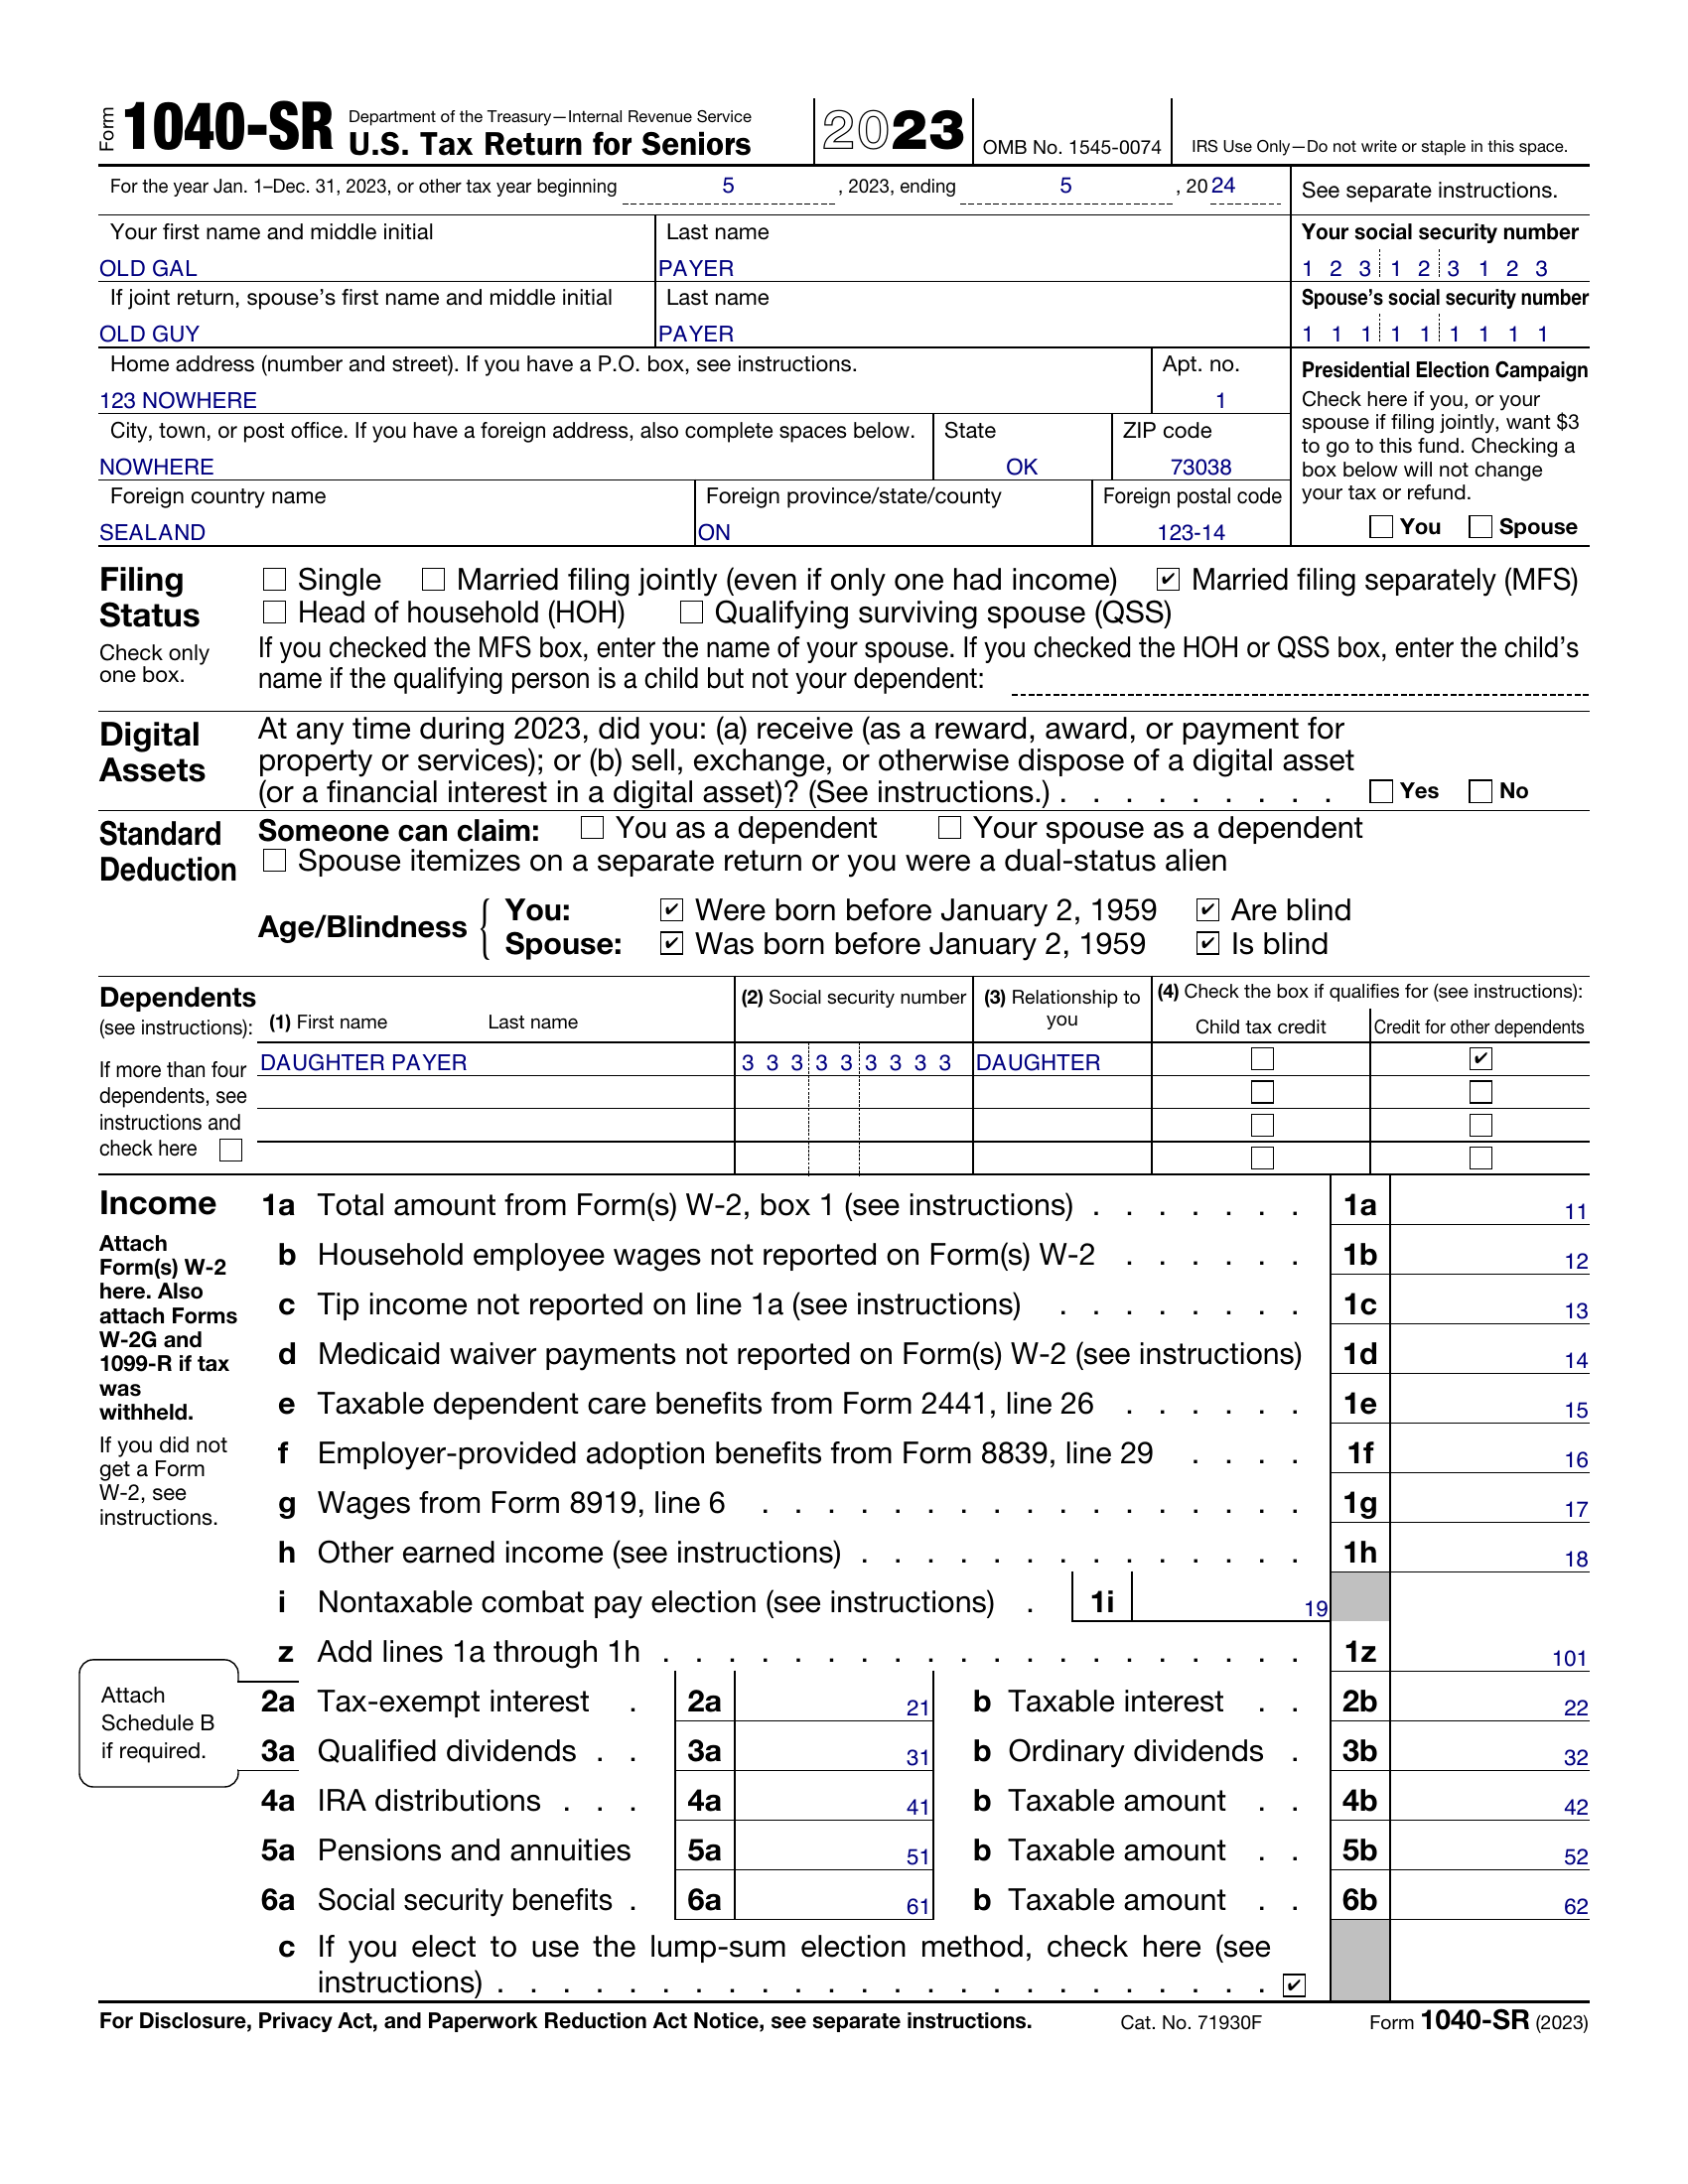 Form 1040-SR Department of the Treasury—Internal Revenue Service
U.S. Tax Return for Seniors
2023
OMB No. 1545-0074
IRS Use Only—Do not write or staple in this space.
For the year Jan. 1–Dec. 31, 2023, or other tax year beginning 5 , 2023, ending 5 , 20 24
See separate instructions.
Your first name and middle initial Last name Your social security number
OLD GAL PAYER 1 2 3 1 2 3 1 2 3
If joint return, spouse’s first name and middle initial Last name Spouse’s social security number
OLD GUY PAYER 1 1 1 1 1 1 1 1 1
Home address (number and street). If you have a P.O. box, see instructions. Apt. no.
123 NOWHERE 1
City, town, or post office. If you have a foreign address, also complete spaces below. State ZIP code
NOWHERE OK 73038
Foreign country name Foreign province/state/county Foreign postal code
SEALAND ON 123-14
Presidential Election Campaign
Check here if you, or your
spouse if filing jointly, want $3
to go to this fund. Checking a
box below will not change
your tax or refund.
You Spouse
Filing
Status
Check only
one box.
Single Married filing jointly (even if only one had income) ✔ Married filing separately (MFS)
Head of household (HOH) Qualifying surviving spouse (QSS)
If you checked the MFS box, enter the name of your spouse. If you checked the HOH or QSS box, enter the child’s
name if the qualifying person is a child but not your dependent:
Digital
Assets
At any time during 2023, did you: (a) receive (as a reward, award, or payment for
property or services); or (b) sell, exchange, or otherwise dispose of a digital asset
(or a financial interest in a digital asset)? (See instructions.) . . . . . . . . . Yes No
Standard
Deduction
Someone can claim: You as a dependent Your spouse as a dependent
Spouse itemizes on a separate return or you were a dual-status alien
Age/Blindness
You: ✔ Were born before January 2, 1959 ✔ Are blind
Spouse: ✔ Was born before January 2, 1959 ✔ Is blind
Dependents
(see instructions):
If more than four
dependents, see
instructions and
check here
(1) First name Last name (2) Social security number (3) Relationship to you (4) Check the box if qualifies for (see instructions):
Child tax credit Credit for other dependents
DAUGHTER PAYER 3 3 3 3 3 3 3 3 3 DAUGHTER ✔
Income
Attach
Form(s) W-2
here. Also
attach Forms
W-2G and
1099-R if tax
was
withheld.
If you did not
get a Form
W-2, see
instructions.
1a Total amount from Form(s) W-2, box 1 (see instructions) . . . . . . . 1a 11
b Household employee wages not reported on Form(s) W-2 . . . . . . 1b 12
c Tip income not reported on line 1a (see instructions) . . . . . . . . 1c 13
d Medicaid waiver payments not reported on Form(s) W-2 (see instructions) 1d 14
e Taxable dependent care benefits from Form 2441, line 26 . . . . . . 1e 15
f Employer-provided adoption benefits from Form 8839, line 29 . . . . 1f 16
g Wages from Form 8919, line 6 . . . . . . . . . . . . . . . . . 1g 17
h Other earned income (see instructions) . . . . . . . . . . . . . . 1h 18
i Nontaxable combat pay election (see instructions) . 1i 19
z Add lines 1a through 1h . . . . . . . . . . . . . . . . . . . . 1z 101
Attach
Schedule B
if required.
2a Tax-exempt interest . 2a 21 b Taxable interest . . 2b 22
3a Qualified dividends . . 3a 31 b Ordinary dividends . 3b 32
4a IRA distributions . . . 4a 41 b Taxable amount . . 4b 42
5a Pensions and annuities 5a 51 b Taxable amount . . 5b 52
6a Social security benefits . 6a 61 b Taxable amount . . 6b 62
c If you elect to use the lump-sum election method, check here (see
instructions) . . . . . . . . . . . . . . . . . . . . . . . . ✔
For Disclosure, Privacy Act, and Paperwork Reduction Act Notice, see separate instructions. Cat. No. 71930F Form 1040-SR (2023)